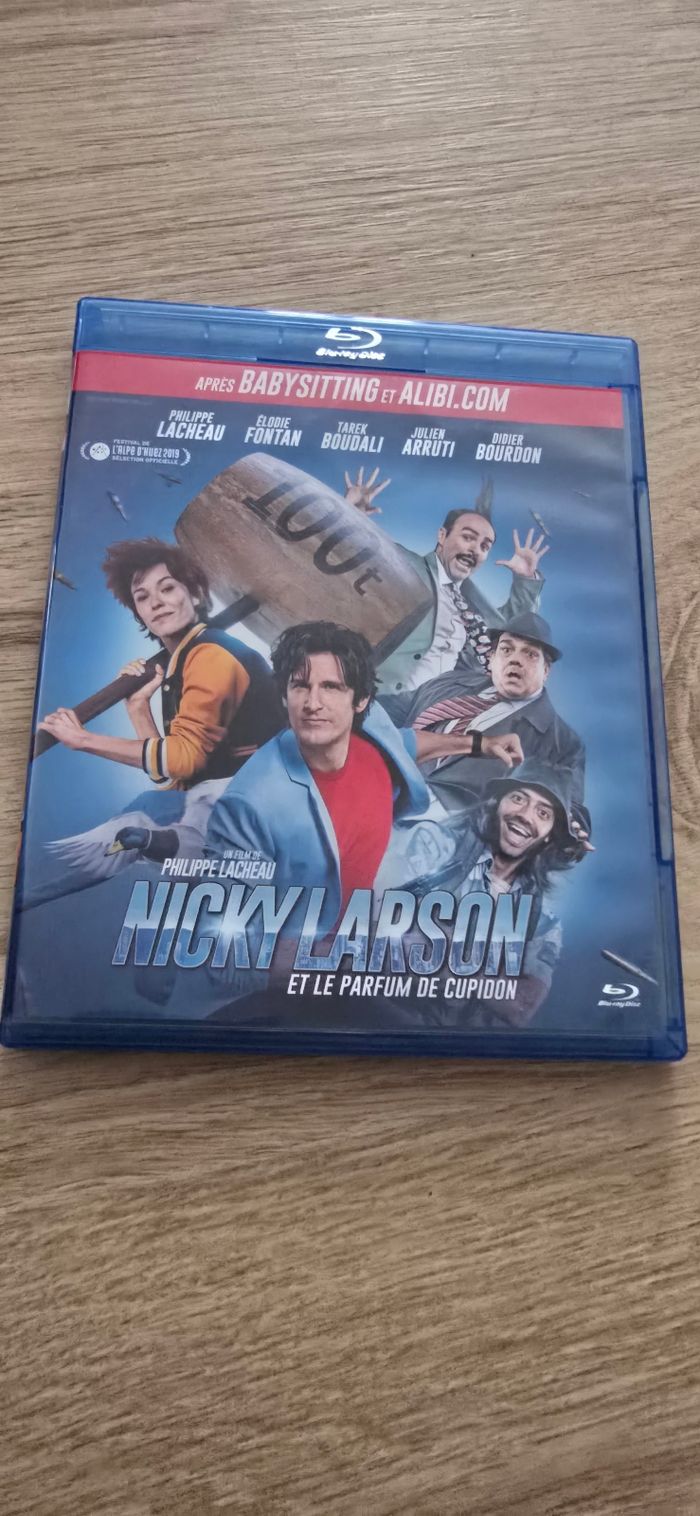 Blu-ray Disc
APRÈS BABYSITTING ET ALIBI.COM
PHILIPPE LACHEAU
ÉLODIE FONTAN
TAREK BOUDALI
JULIEN ARRUTI
DIDIER BOURDON
FESTIVAL DE
L'ALPE D'HUEZ 2019
SÉLECTION OFFICIELLE
100t
UN FILM DE
PHILIPPE LACHEAU
NICKY LARSON
ET LE PARFUM DE CUPIDON
Blu-ray Disc